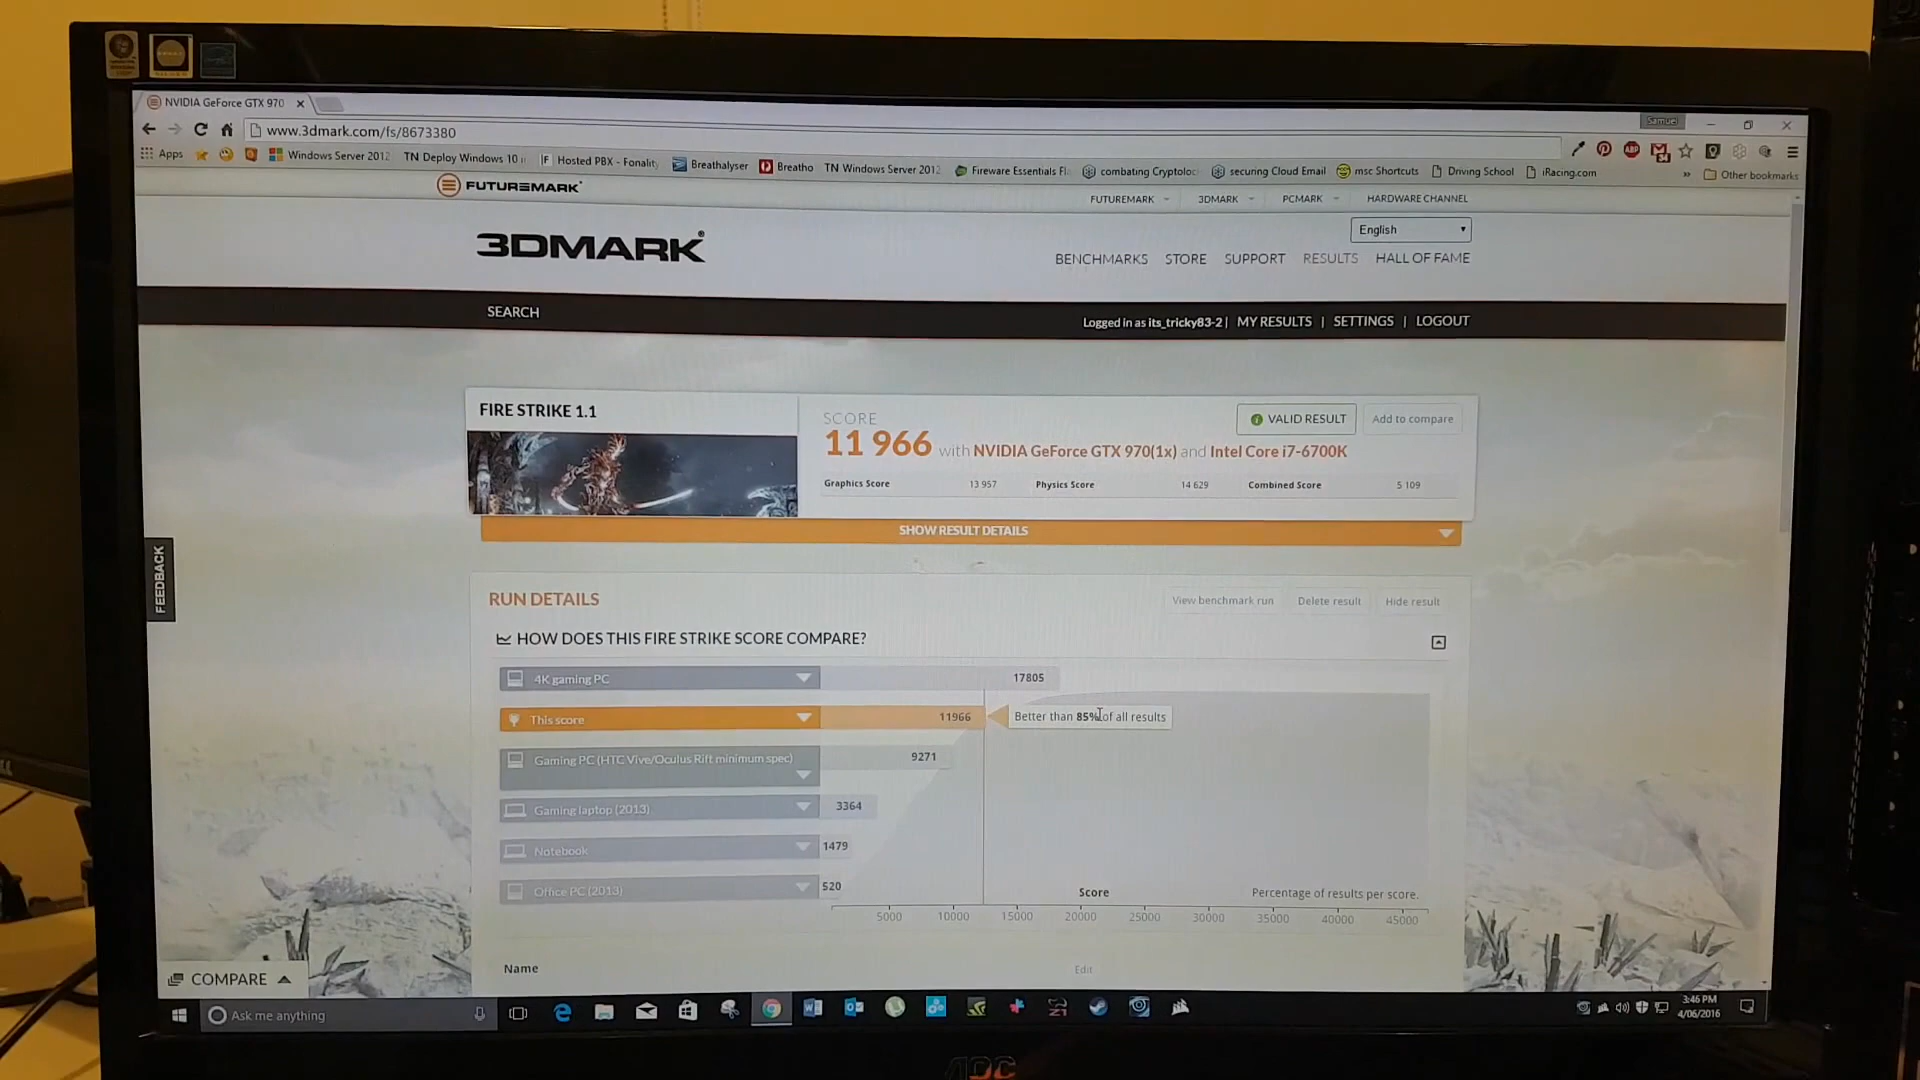 NVIDIA GeForce GTX 970
Samuel
www.3dmark.com/fs/8673380
Apps Windows Server 2012 TN Deploy Windows 10 i Hosted PBX - Fonality Breathalyser Breatho TN Windows Server 2012 Fireware Essentials Fl combating Cryptoloc securing Cloud Email msc Shortcuts Driving School iRacing.com » Other bookmarks
FUTUREMARK
FUTUREMARK 3DMARK PCMARK HARDWARE CHANNEL
English
3DMARK
BENCHMARKS STORE SUPPORT RESULTS HALL OF FAME
SEARCH
Logged in as its_tricky83-2 | MY RESULTS | SETTINGS | LOGOUT
FIRE STRIKE 1.1
SCORE
VALID RESULT
Add to compare
11 966 with NVIDIA GeForce GTX 970(1x) and Intel Core i7-6700K
Graphics Score 13 957 Physics Score 14 629 Combined Score 5 109
SHOW RESULT DETAILS
FEEDBACK
RUN DETAILS
View benchmark run Delete result Hide result
HOW DOES THIS FIRE STRIKE SCORE COMPARE?
4K gaming PC 17805
This score 11966 Better than 85% of all results
Gaming PC (HTC Vive/Oculus Rift minimum spec) 9271
Gaming laptop (2013) 3364
Notebook 1479
Office PC (2013) 520
Score Percentage of results per score.
5000 10000 15000 20000 25000 30000 35000 40000 45000
Name Edit
COMPARE
Ask me anything
3:46 PM
4/06/2016
AOC